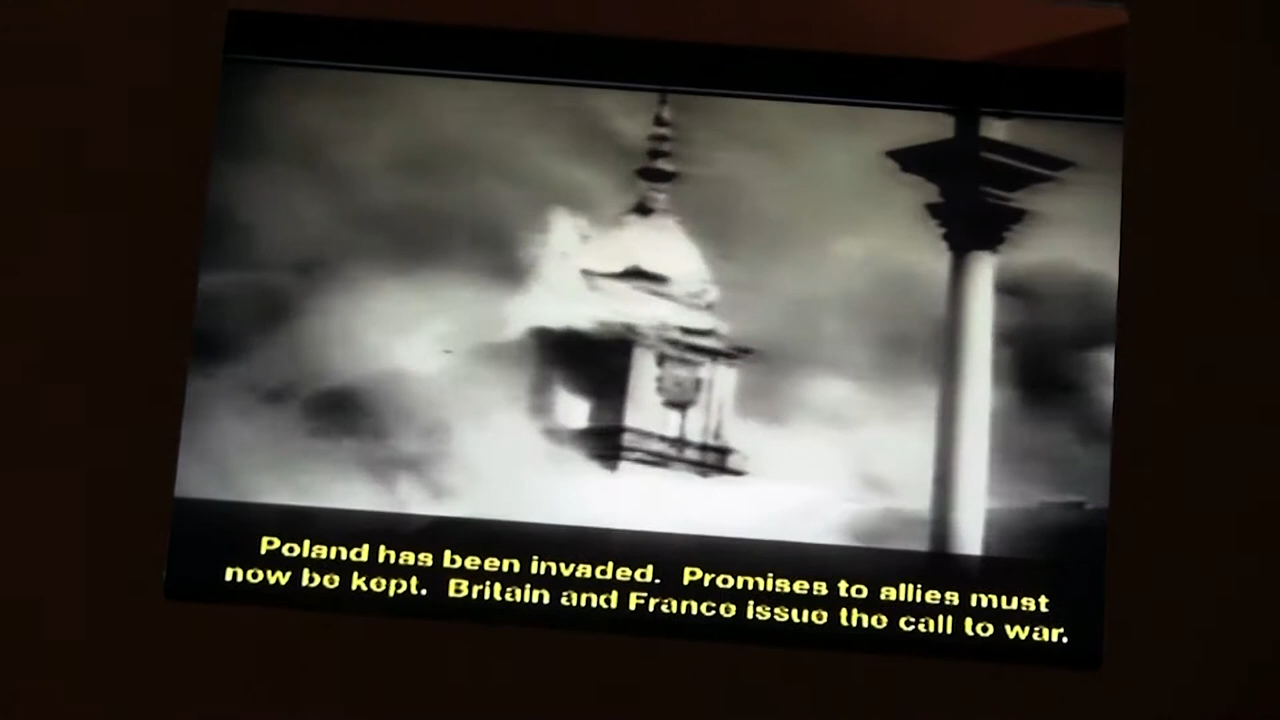 Poland has been invaded. Promises to allies must
now be kept. Britain and France issue the call to war.